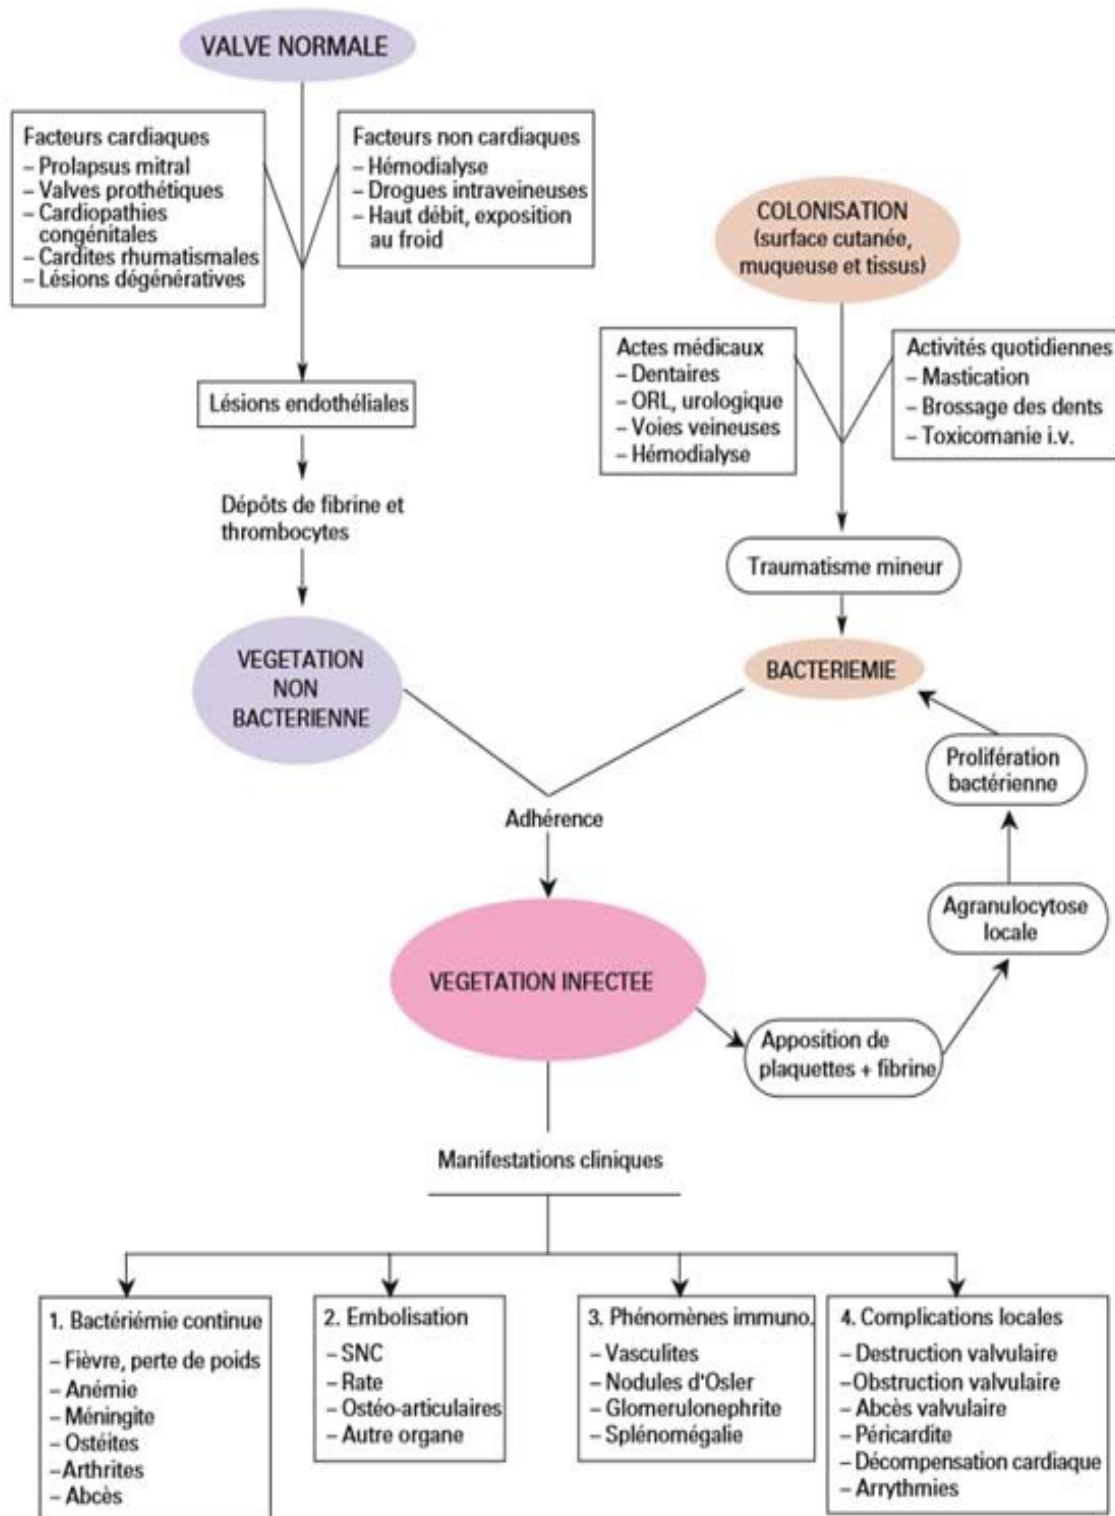 VALVE NORMALE
Facteurs cardiaques
– Prolapsus mitral
– Valves prothétiques
– Cardiopathies
congénitales
– Cardites rhumatismales
– Lésions dégénératives
Facteurs non cardiaques
– Hémodialyse
– Drogues intraveineuses
– Haut débit, exposition
au froid
COLONISATION
(surface cutanée,
muqueuse et tissus)
Actes médicaux
– Dentaires
– ORL, urologique
– Voies veineuses
– Hémodialyse
Activités quotidiennes
– Mastication
– Brossage des dents
– Toxicomanie i.v.
Lésions endothéliales
Dépôts de fibrine et
thrombocytes
Traumatisme mineur
VEGETATION
NON
BACTERIENNE
BACTERIEMIE
Prolifération
bactérienne
Adhérence
Agranulocytose
locale
VEGETATION INFECTEE
Apposition de
plaquettes + fibrine
Manifestations cliniques
1. Bactériémie continue
– Fièvre, perte de poids
– Anémie
– Méningite
– Ostéites
– Arthrites
– Abcès
2. Embolisation
– SNC
– Rate
– Ostéo-articulaires
– Autre organe
3. Phénomènes immuno.
– Vasculites
– Nodules d'Osler
– Glomerulonephrite
– Splénomégalie
4. Complications locales
– Destruction valvulaire
– Obstruction valvulaire
– Abcès valvulaire
– Péricardite
– Décompensation cardiaque
– Arrythmies